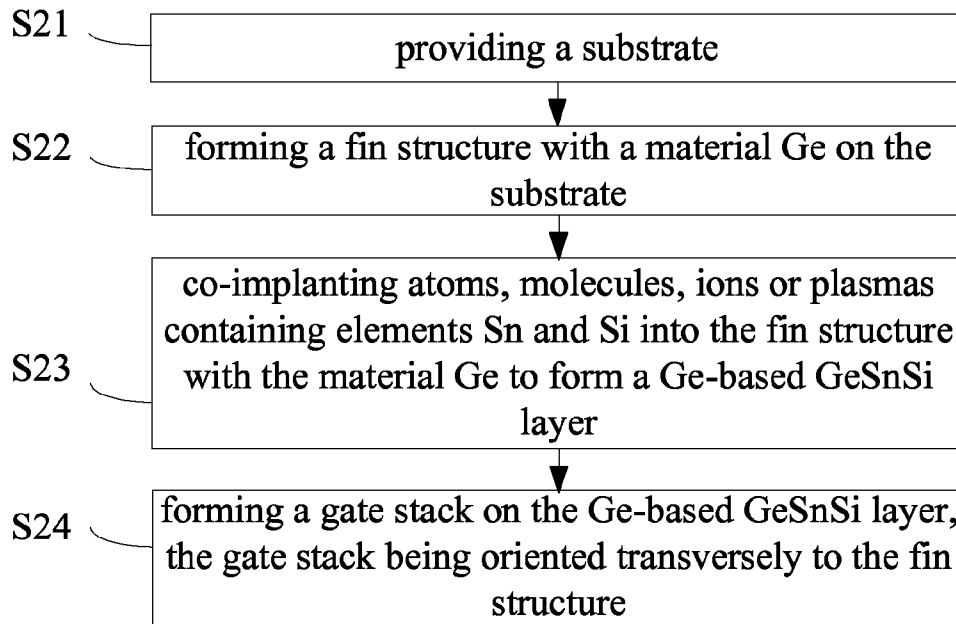 S21
providing a substrate
S22
forming a fin structure with a material Ge on the
substrate
S23
co-implanting atoms, molecules, ions or plasmas
containing elements Sn and Si into the fin structure
with the material Ge to form a Ge-based GeSnSi
layer
S24
forming a gate stack on the Ge-based GeSnSi layer,
the gate stack being oriented transversely to the fin
structure